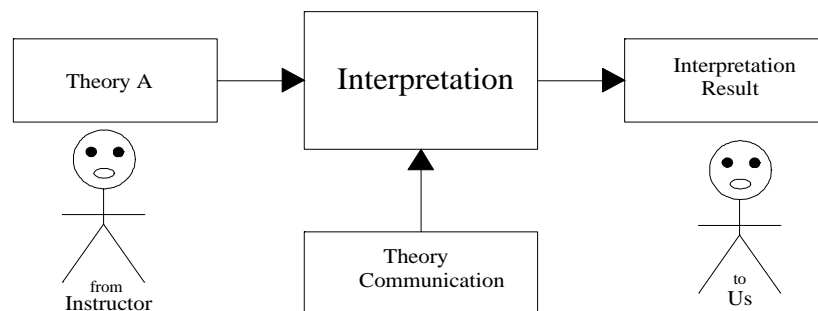 Theory A
Interpretation
Interpretation
Result
Theory
Communication
from
Instructor
to
Us